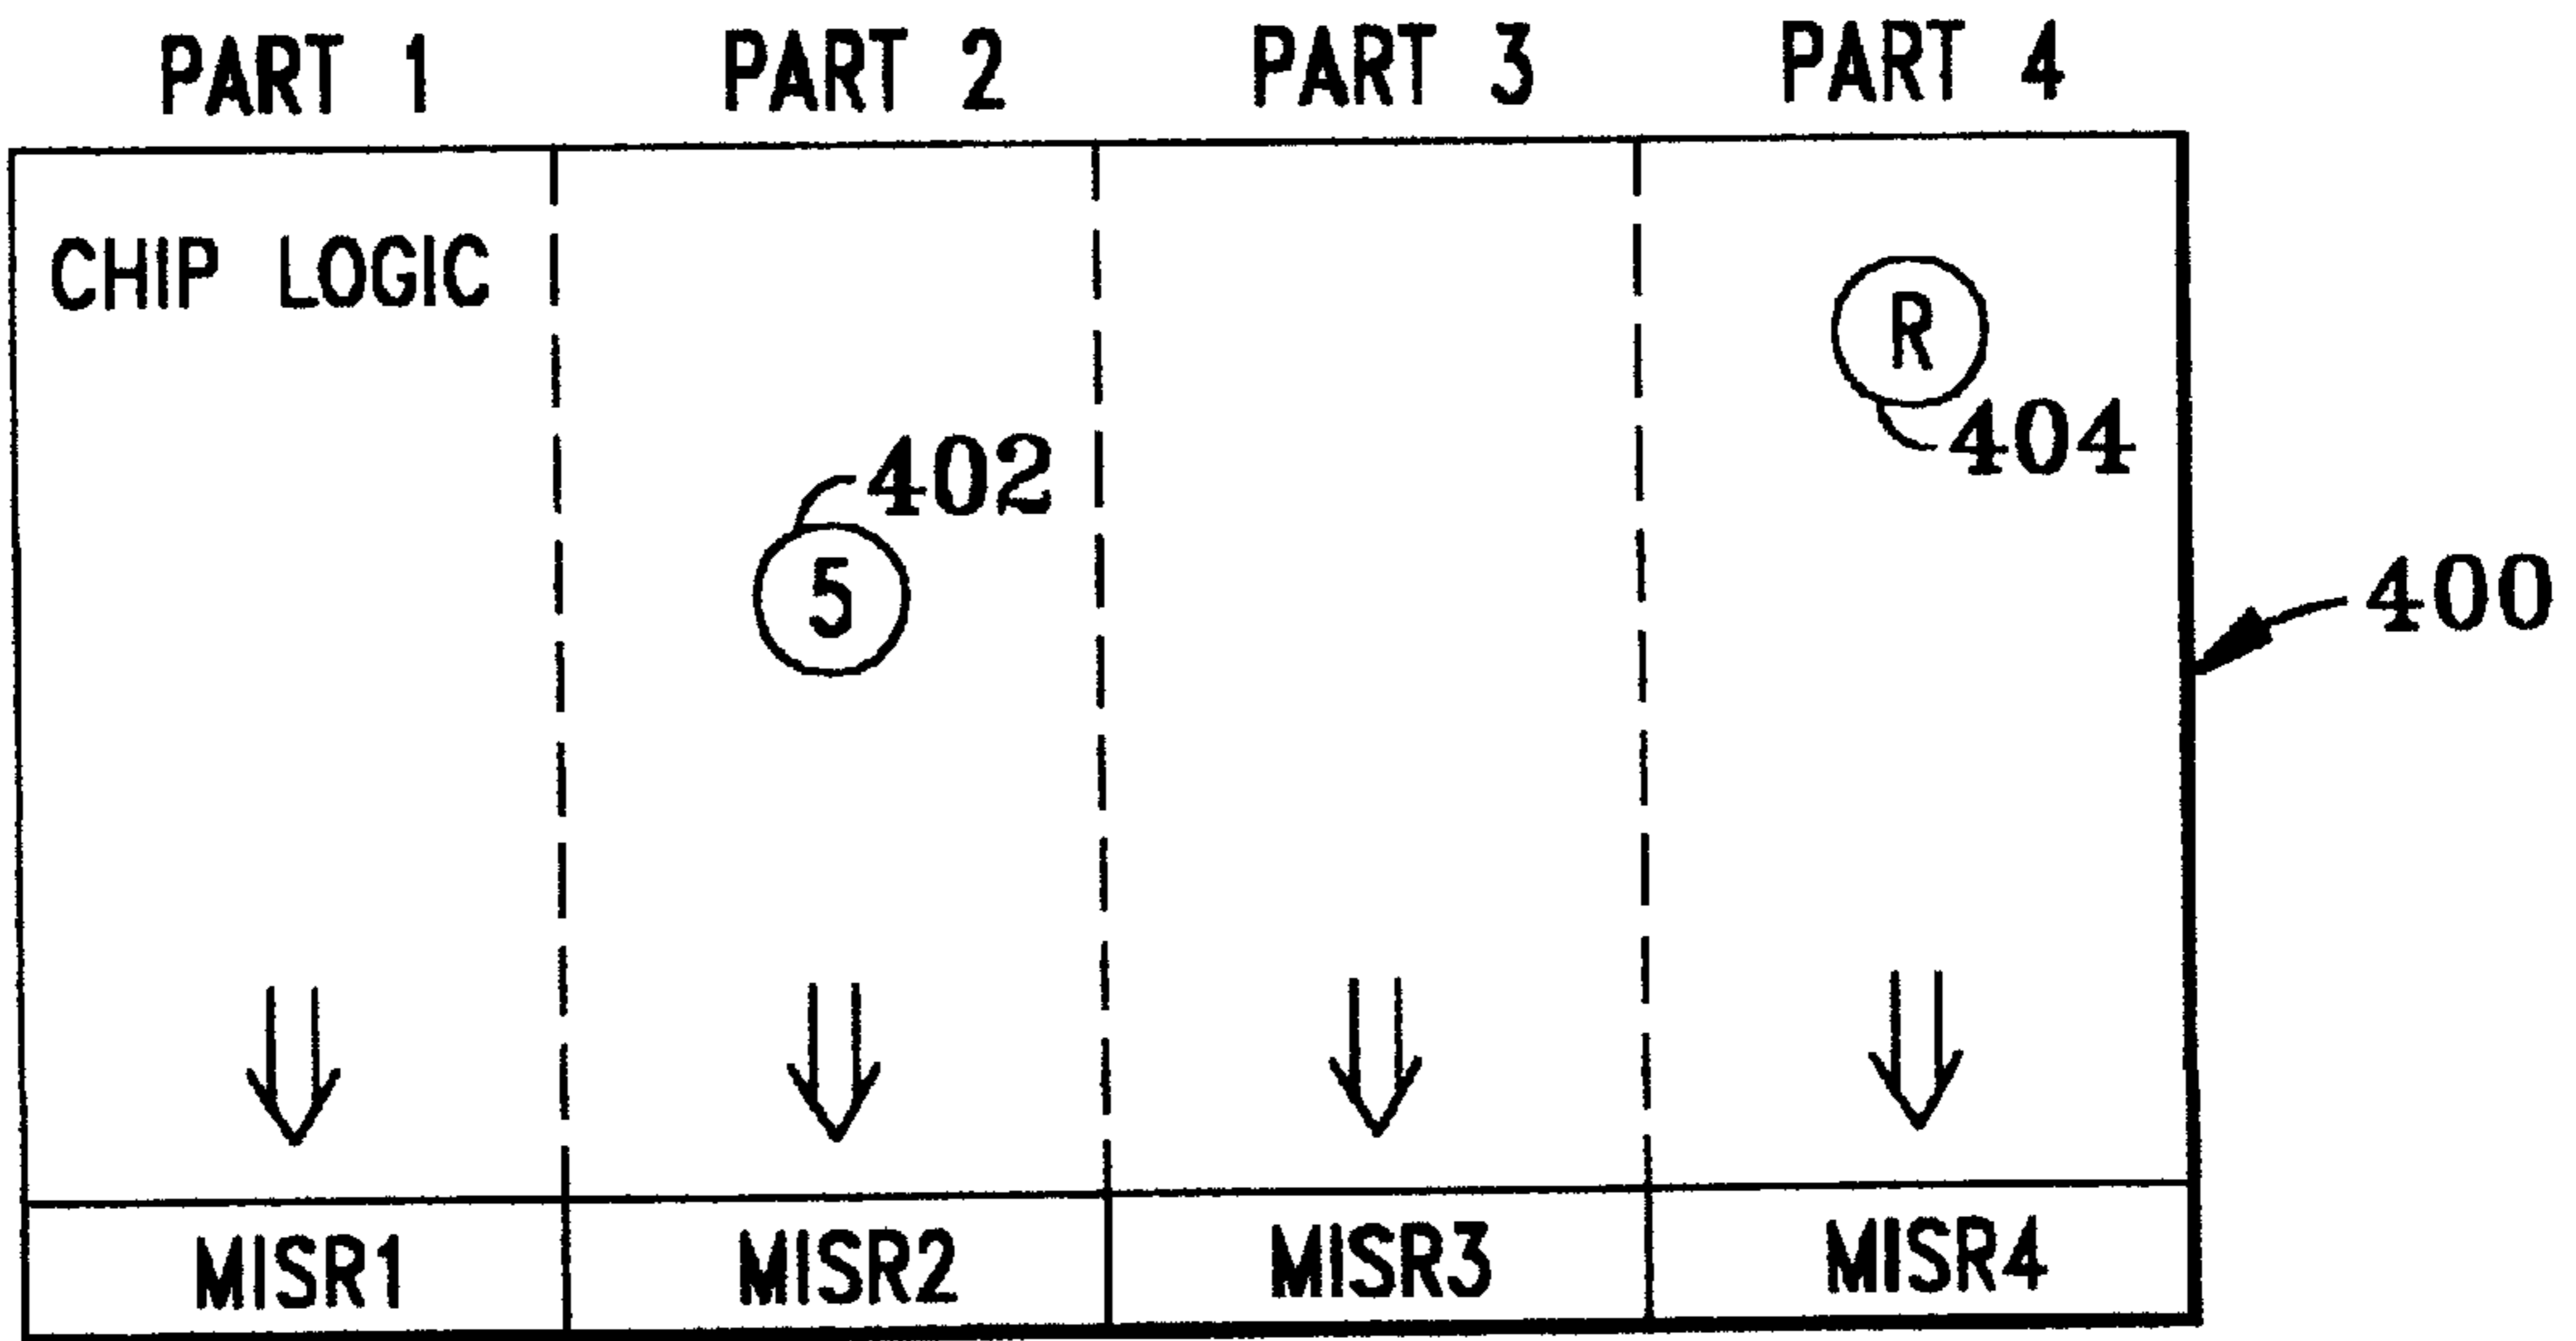 PART 1 PART 2 PART 3 PART 4
CHIP LOGIC
R
404
402
5
400
MISR1 MISR2 MISR3 MISR4